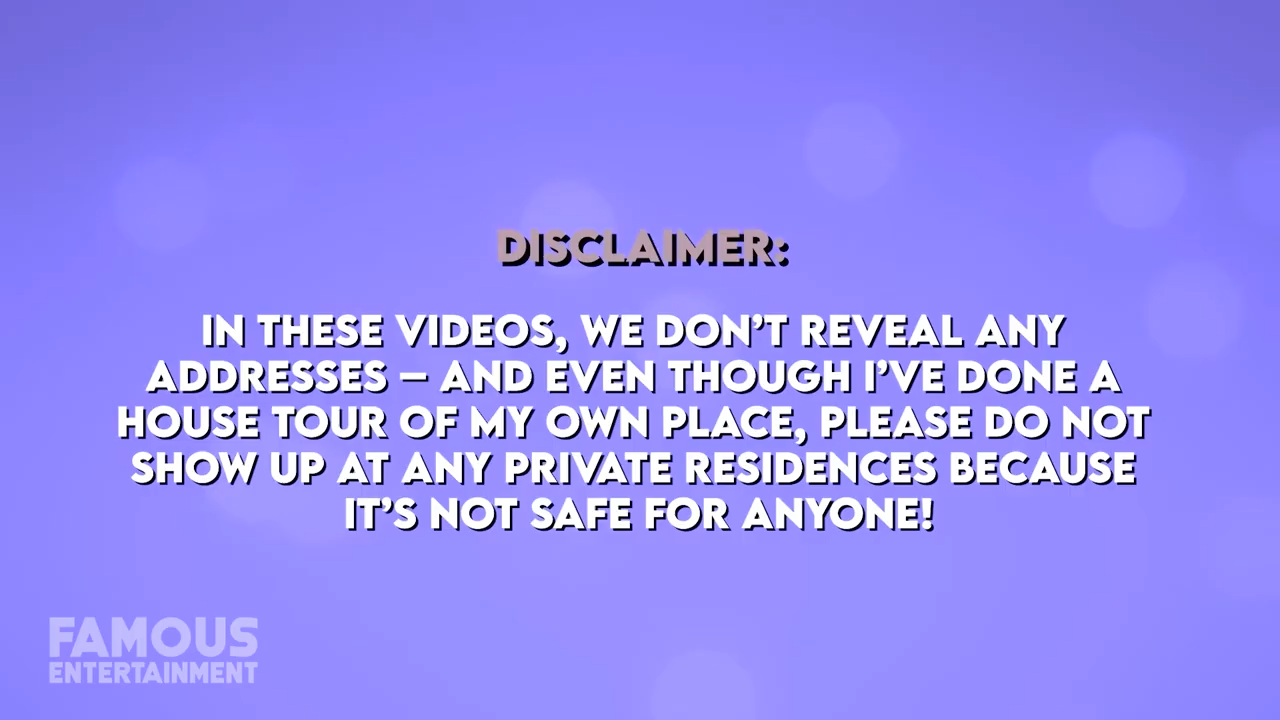 DISCLAIMER:
IN THESE VIDEOS, WE DON’T REVEAL ANY
ADDRESSES – AND EVEN THOUGH I’VE DONE A
HOUSE TOUR OF MY OWN PLACE, PLEASE DO NOT
SHOW UP AT ANY PRIVATE RESIDENCES BECAUSE
IT’S NOT SAFE FOR ANYONE!
FAMOUS
ENTERTAINMENT